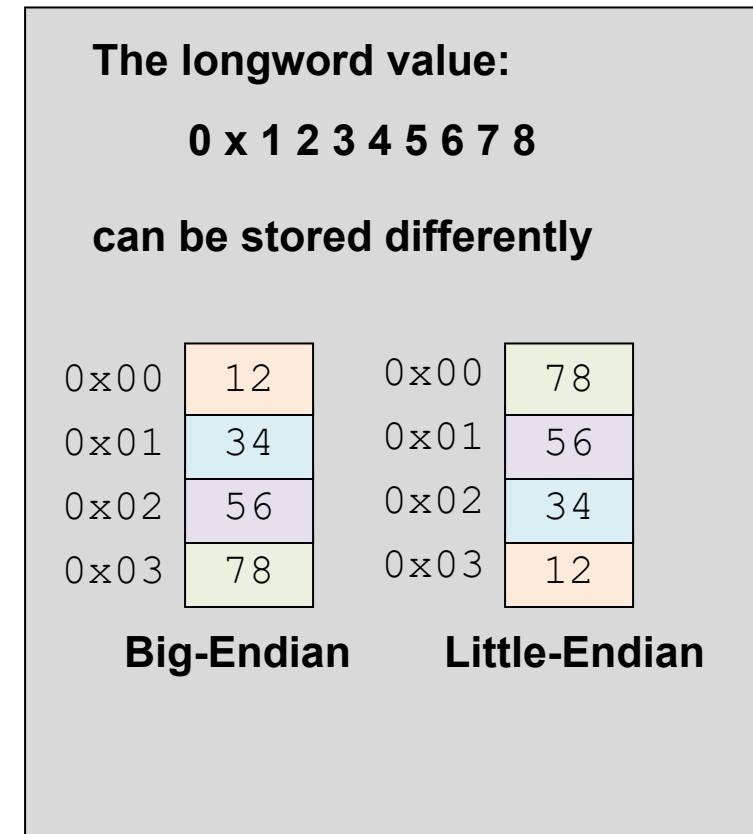 The longword value:
0 x 1 2 3 4 5 6 7 8
can be stored differently
0x00 12 0x00 78
0x01 34 0x01 56
0x02 56 0x02 34
0x03 78 0x03 12
Big-Endian Little-Endian